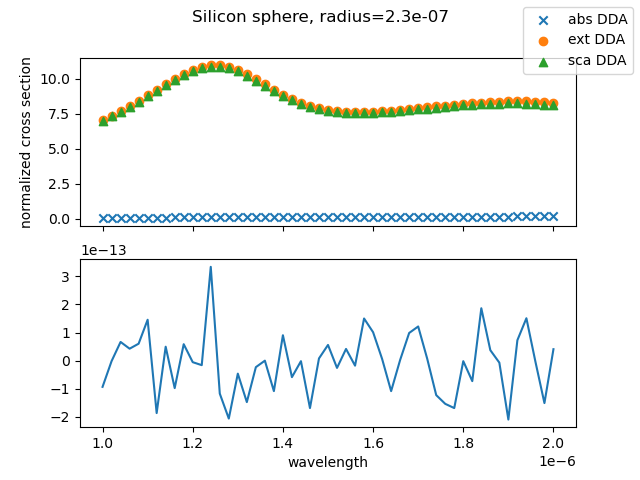 Silicon sphere, radius=2.3e-07
abs DDA
ext DDA
sca DDA
normalized cross section
10.0
7.5
5.0
2.5
0.0
1e−13
3
2
1
0
−1
−2
1.0 1.2 1.4 1.6 1.8 2.0
wavelength
1e−6